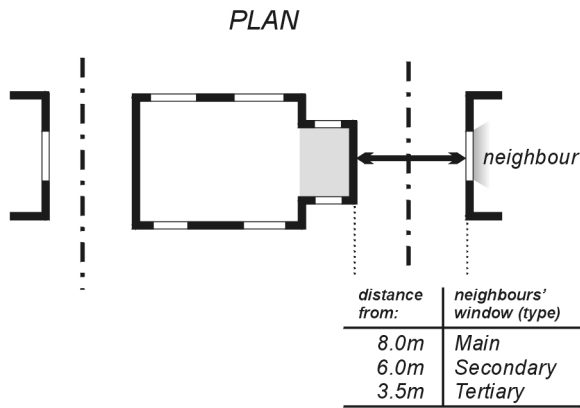 PLAN
neighbour
distance from: neighbours' window (type)
8.0m Main
6.0m Secondary
3.5m Tertiary